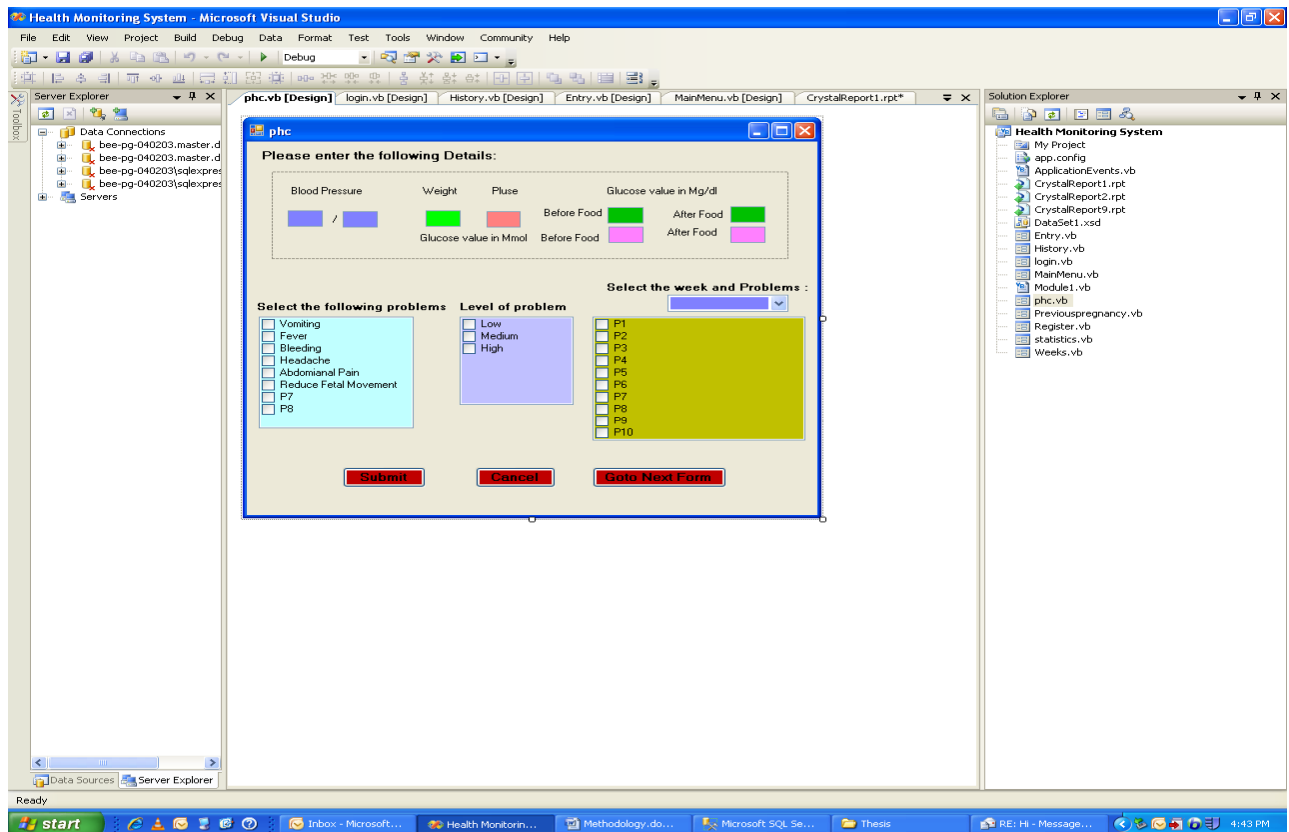 Health Monitoring System - Microsoft Visual Studio
File Edit View Project Build Debug Data Format Test Tools Window Community Help
Debug
Server Explorer
phc.vb [Design] login.vb [Design] History.vb [Design] Entry.vb [Design] MainMenu.vb [Design] CrystalReport1.rpt*
Solution Explorer
Toolbox
Data Connections
bee-pg-040203.master.d
bee-pg-040203.master.d
bee-pg-040203\sqlexpres
bee-pg-040203\sqlexpres
Servers
phc
Please enter the following Details:
Blood Pressure Weight Pluse Glucose value in Mg/dl
/ Before Food After Food
Glucose value in Mmol Before Food After Food
Select the week and Problems :
Select the following problems Level of problem
Vomiting
Fever
Bleeding
Headache
Abdomianal Pain
Reduce Fetal Movement
P7
P8
Low
Medium
High
P1
P2
P3
P4
P5
P6
P7
P8
P9
P10
Submit Cancel Goto Next Form
Health Monitoring System
My Project
app.config
ApplicationEvents.vb
CrystalReport1.rpt
CrystalReport2.rpt
CrystalReport9.rpt
DataSet1.xsd
Entry.vb
History.vb
login.vb
MainMenu.vb
Module1.vb
phc.vb
Previouspregnancy.vb
Register.vb
statistics.vb
Weeks.vb
Data Sources Server Explorer
Ready
start Inbox - Microsoft... Health Monitorin... Methodology.do... Microsoft SQL Se... Thesis RE: Hi - Message... 4:43 PM